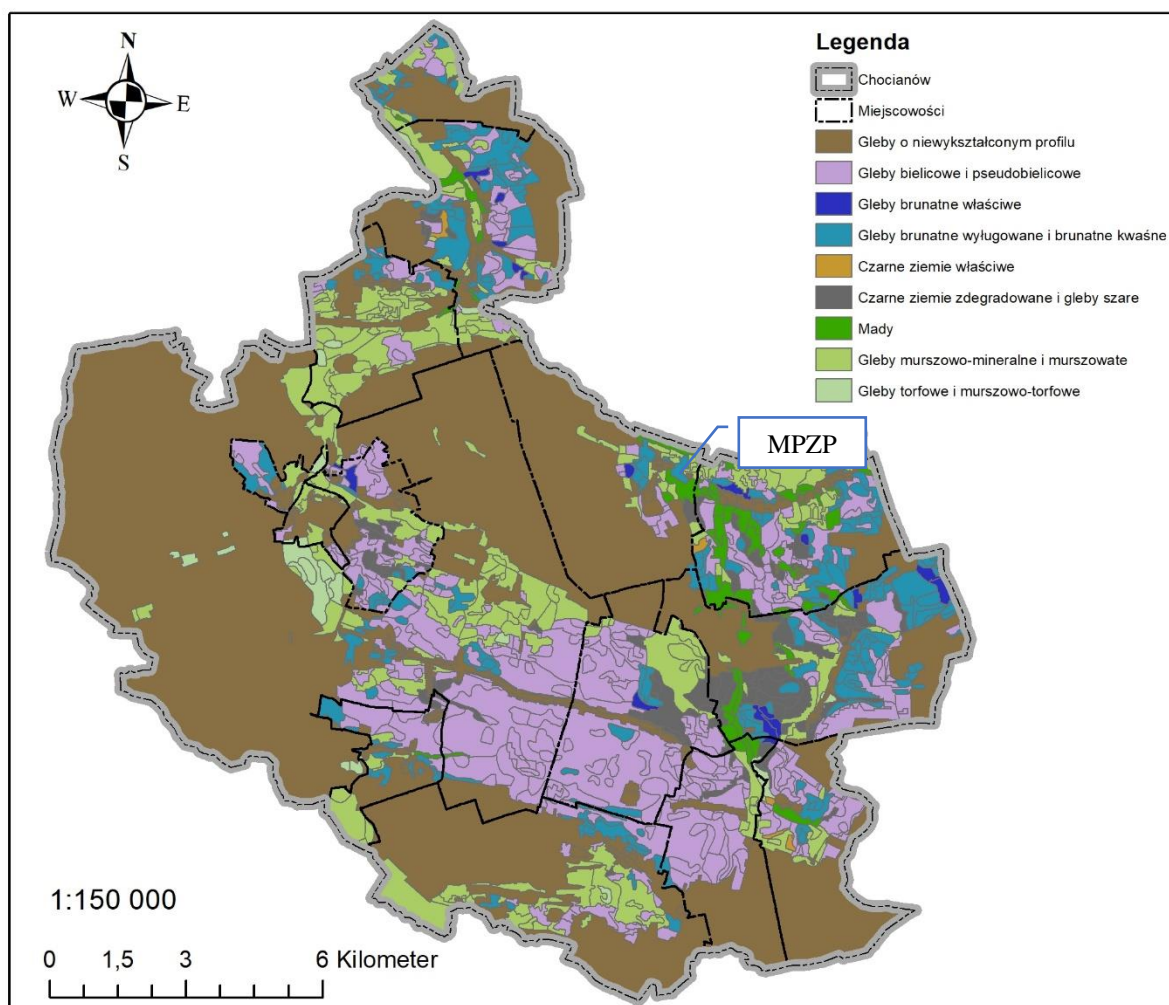 N
W E
S
Legenda
Chocianów
Miejscowości
Gleby o niewykształconym profilu
Gleby bielicowe i pseudobielicowe
Gleby brunatne właściwe
Gleby brunatne wyługowane i brunatne kwaśne
Czarne ziemie właściwe
Czarne ziemie zdegradowane i gleby szare
Mady
Gleby murszowo-mineralne i murszowate
Gleby torfowe i murszowo-torfowe
MPZP
1:150 000
0 1,5 3 6 Kilometer